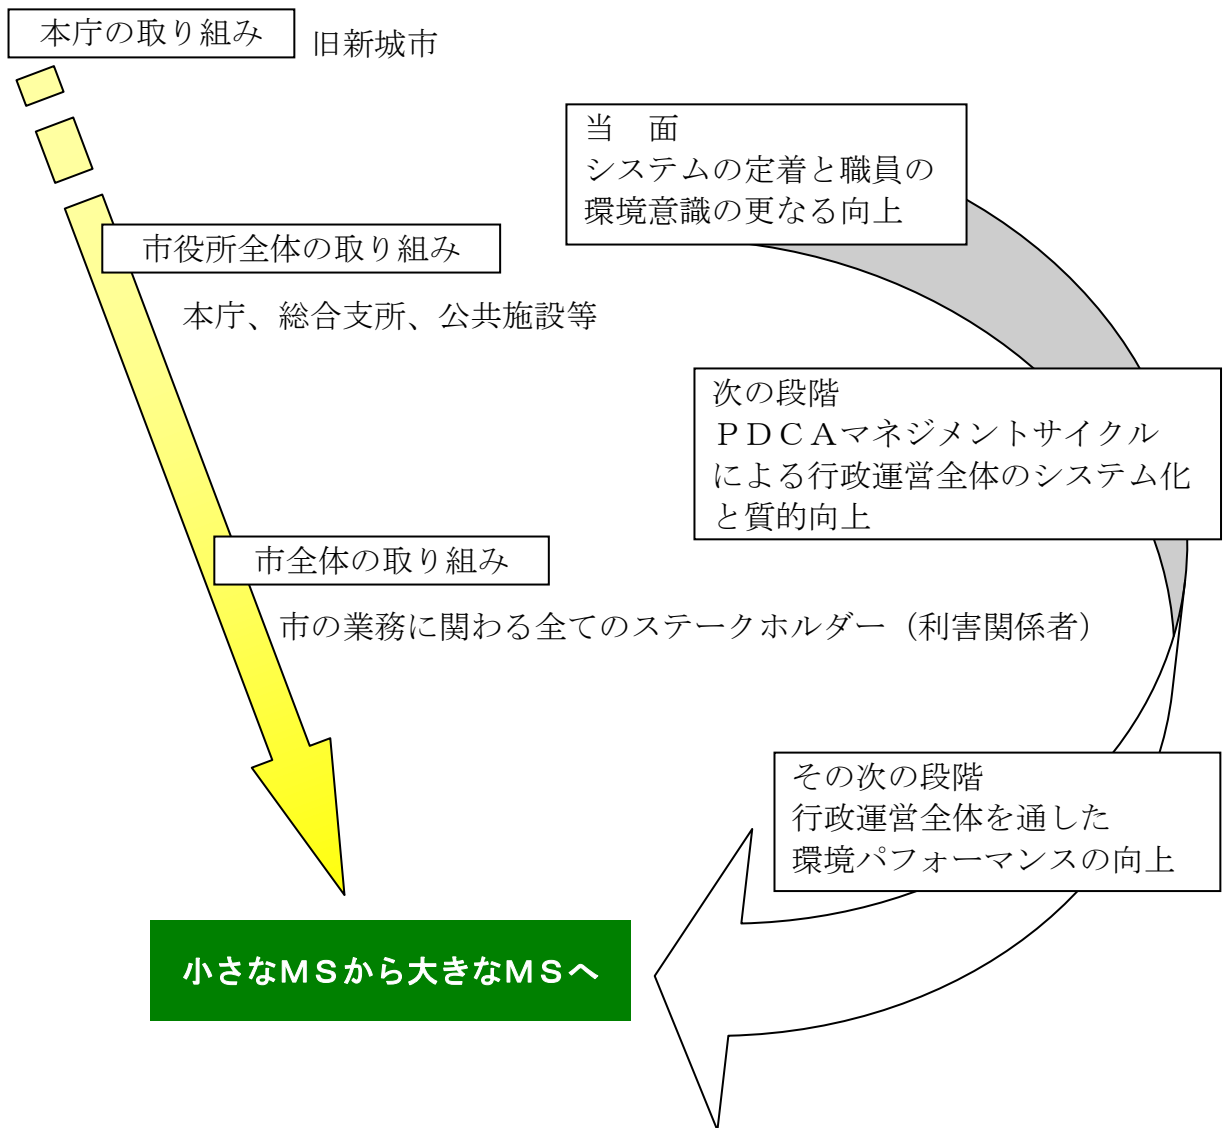 本庁の取り組み
旧新城市
市役所全体の取り組み
本庁、総合支所、公共施設等
市全体の取り組み
市の業務に関わる全てのステークホルダー（利害関係者）
当　面
システムの定着と職員の
環境意識の更なる向上
次の段階
ＰＤＣＡマネジメントサイクル
による行政運営全体のシステム化
と質的向上
その次の段階
行政運営全体を通した
環境パフォーマンスの向上
小さなＭＳから大きなＭＳへ